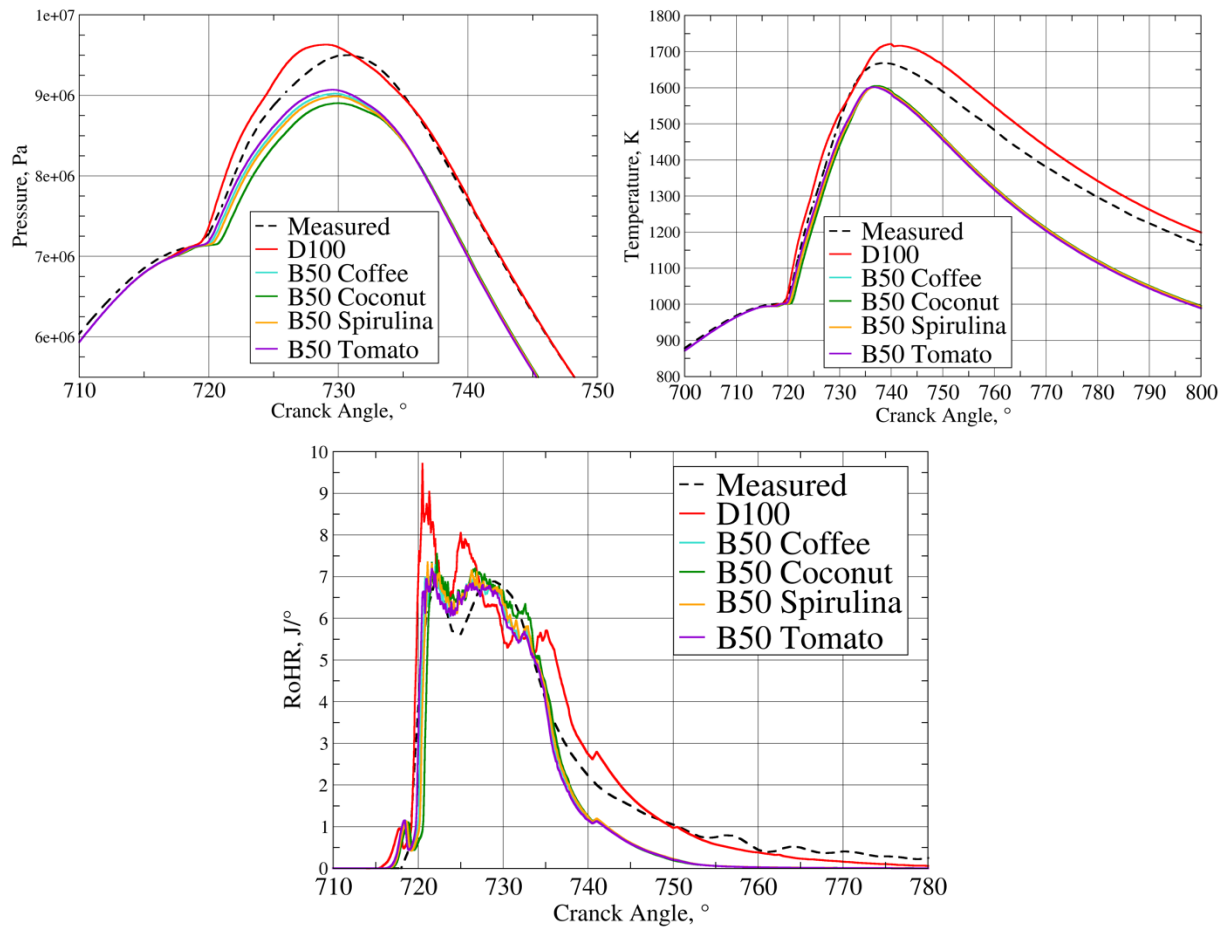 1e+07
9e+06
8e+06
7e+06
6e+06
Pressure, Pa
710 720 730 740 750
Cranck Angle, °
Measured
D100
B50 Coffee
B50 Coconut
B50 Spirulina
B50 Tomato
1800
1700
1600
1500
1400
1300
1200
1100
1000
900
800
Temperature, K
700 710 720 730 740 750 760 770 780 790 800
Cranck Angle, °
Measured
D100
B50 Coffee
B50 Coconut
B50 Spirulina
B50 Tomato
10
9
8
7
6
5
4
3
2
1
0
RoHR, J/°
710 720 730 740 750 760 770 780
Cranck Angle, °
Measured
D100
B50 Coffee
B50 Coconut
B50 Spirulina
B50 Tomato